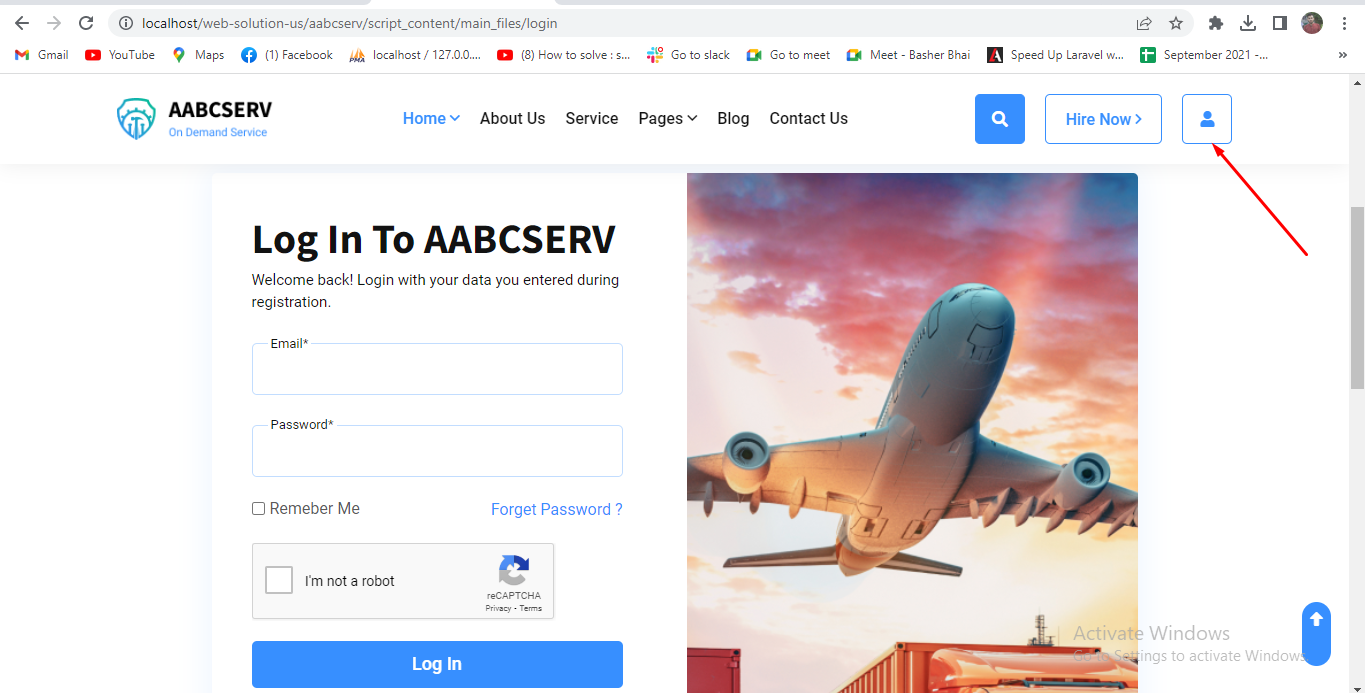 localhost/web-solution-us/aabcserv/script_content/main_files/login
Gmail YouTube Maps (1) Facebook localhost / 127.0.0.... (8) How to solve : s... Go to slack Go to meet Meet - Basher Bhai Speed Up Laravel w... September 2021 -... »
AABCSERV
On Demand Service
Home About Us Service Pages Blog Contact Us
Hire Now
Log In To AABCSERV
Welcome back! Login with your data you entered during
registration.
Email*
Password*
Remeber Me Forget Password ?
I'm not a robot
reCAPTCHA
Privacy - Terms
Log In
Activate Windows
Go to Settings to activate Windows.